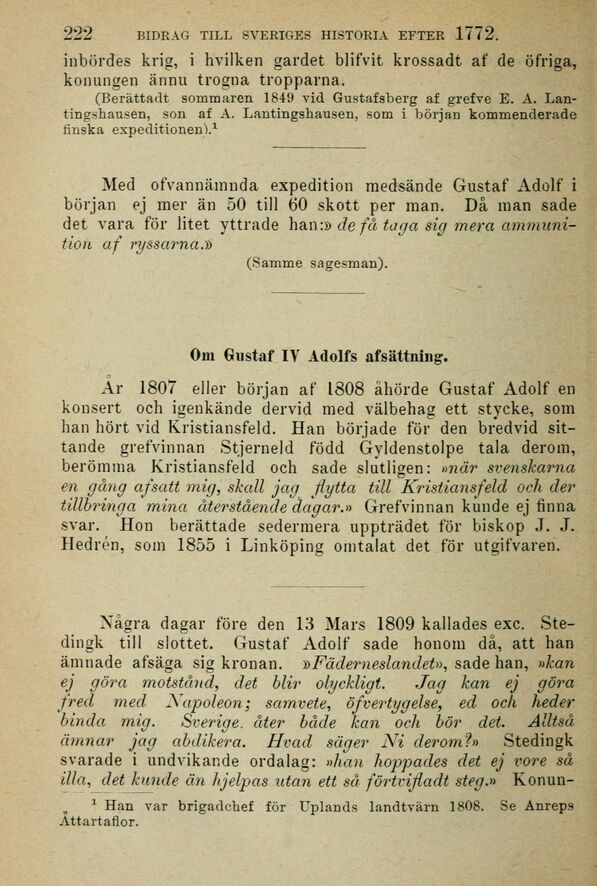 222 BIDRAG TILL SVERIGES HISTORIA EFTER 1772.
inbördes krig, i hvilken gardet blifvit krossadt af de öfriga,
konungen ännu trogna tropparna.
(Berättadt sommaren 1849 vid Gustafsberg af grefve E. A. Lan-
tingshausen, son af A. Lantingshausen, som i början kommenderade
finska expeditionen).¹
Med ofvannämnda expedition medsände Gustaf Adolf i
början ej mer än 50 till 60 skott per man. Då man sade
det vara för litet yttrade han:» de få taga sig mera ammuni-
tion af ryssarna.»
(Samme sagesman).
Om Gustaf IV Adolfs afsättning.
År 1807 eller början af 1808 åhörde Gustaf Adolf en
konsert och igenkände dervid med välbehag ett stycke, som
han hört vid Kristiansfeld. Han började för den bredvid sit-
tande grefvinnan Stjerneld född Gyldenstolpe tala derom,
berömma Kristiansfeld och sade slutligen: »när svenskarna
en gång afsatt mig, skall jag flytta till Kristiansfeld och der
tillbringa mina återstående dagar.» Grefvinnan kunde ej finna
svar. Hon berättade sedermera uppträdet för biskop J. J.
Hedrén, som 1855 i Linköping omtalat det för utgifvaren.
Några dagar före den 13 Mars 1809 kallades exc. Ste-
dingk till slottet. Gustaf Adolf sade honom då, att han
ämnade afsäga sig kronan. »Fäderneslandet», sade han, »kan
ej göra motstånd, det blir olyckligt. Jag kan ej göra
fred med Napoleon; samvete, öfvertygelse, ed och heder
binda mig. Sverige åter både kan och bör det. Alltså
ämnar jag abdikera. Hvad säger Ni derom?» Stedingk
svarade i undvikande ordalag: »han hoppades det ej vore så
illa, det kunde än hjelpas utan ett så förtvifladt steg.» Konun-
¹ Han var brigadchef för Uplands landtvärn 1808. Se Anreps
Ättartaflor.